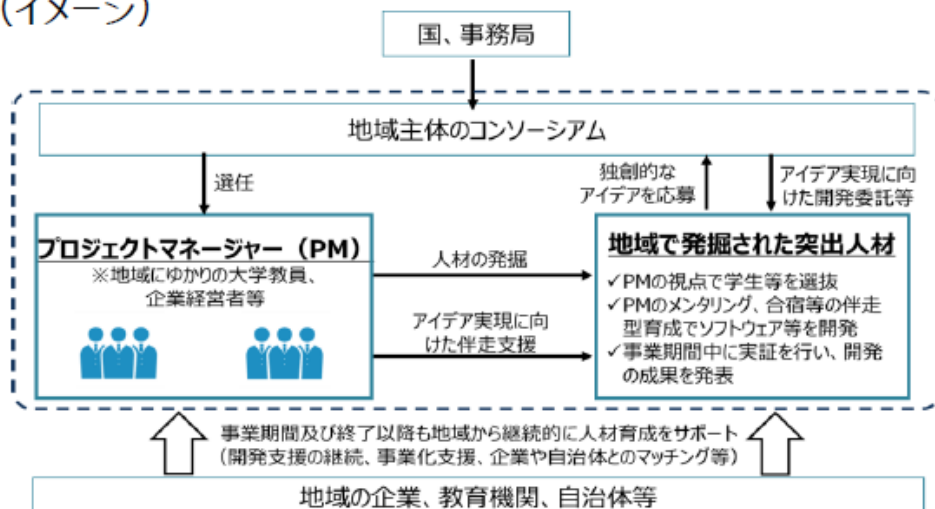 （イメージ）
国、事務局
地域主体のコンソーシアム
選任
独創的な
アイデアを応募
アイデア実現に向
けた開発委託等
プロジェクトマネージャー（PM）
※地域にゆかりの大学教員、
企業経営者等
人材の発掘
アイデア実現に向
けた伴走支援
地域で発掘された突出人材
✓PMの視点で学生等を選抜
✓PMのメンタリング、合宿等の伴走
型育成でソフトウェア等を開発
✓事業期間中に実証を行い、開発
の成果を発表
事業期間及び終了以降も地域から継続的に人材育成をサポート
（開発支援の継続、事業化支援、企業や自治体とのマッチング等）
地域の企業、教育機関、自治体等